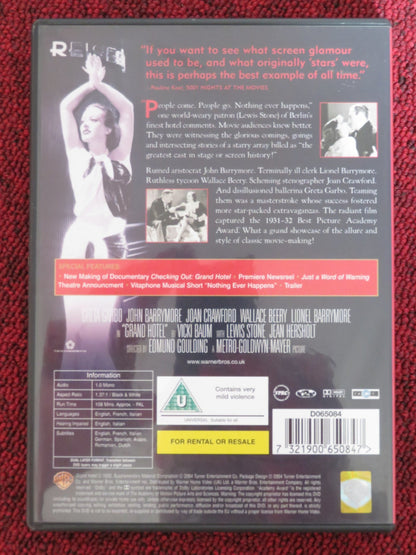 "If you want to see what screen glamour
used to be, and what originally 'stars' were,
this is perhaps the best example of all time."
- Pauline Kael, 5001 NIGHTS AT THE MOVIES
"People come. People go. Nothing ever happens,"
one world-weary patron (Lewis Stone) of Berlin's
finest hotel comments. Movie audiences knew better.
They were witnessing the glorious comings, goings
and intersecting stories of a starry array billed as "the
greatest cast in stage or screen history!"
Ruined aristocrat John Barrymore. Terminally ill clerk Lionel Barrymore.
Ruthless tycoon Wallace Beery. Scheming stenographer Joan Crawford.
And disillusioned ballerina Greta Garbo. Teaming them
was a masterstroke whose success fostered
more star-packed extravaganzas. The radiant film
captured the 1931-32 Best Picture Academy
Award. What a grand showcase of the allure and
style of classic movie-making!
SPECIAL FEATURES:
• New Making of Documentary Checking Out: Grand Hotel • Premiere Newsreel • Just a Word of Warning
Theatre Announcement • Vitaphone Musical Short "Nothing Ever Happens" • Trailer
GRETA GARBO JOHN BARRYMORE JOAN CRAWFORD WALLACE BEERY LIONEL BARRYMORE
IN "GRAND HOTEL" BY VICKI BAUM WITH LEWIS STONE JEAN HERSHOLT
DIRECTED BY EDMUND GOULDING A METRO-GOLDWYN-MAYER PICTURE
www.warnerbros.co.uk
Information
Audio 1.0 Mono
Aspect Ratio 1.37:1 / Black & White
Run Time 108 Mins. Approx. - PAL
Languages English, French, Italian
Hearing Impaired English, Italian
Subtitles English, French, Italian,
German, Spanish, Arabic,
Romanian, Dutch
U
UNIVERSAL Suitable for all
Contains very
mild violence
FOR RENTAL OR RESALE
D065084
7 321900 650847